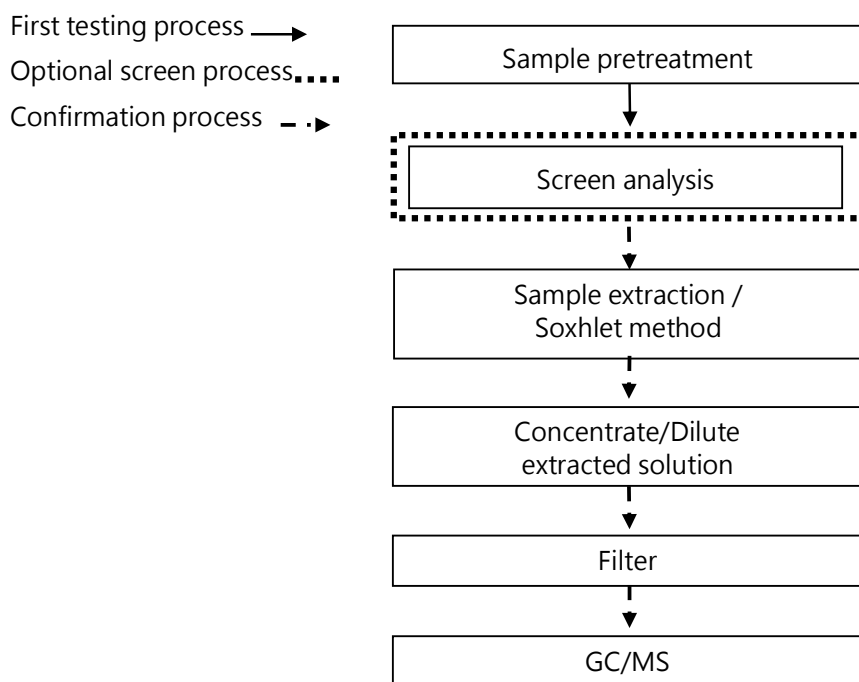 First testing process
Optional screen process
Confirmation process
Sample pretreatment
Screen analysis
Sample extraction /
Soxhlet method
Concentrate/Dilute
extracted solution
Filter
GC/MS